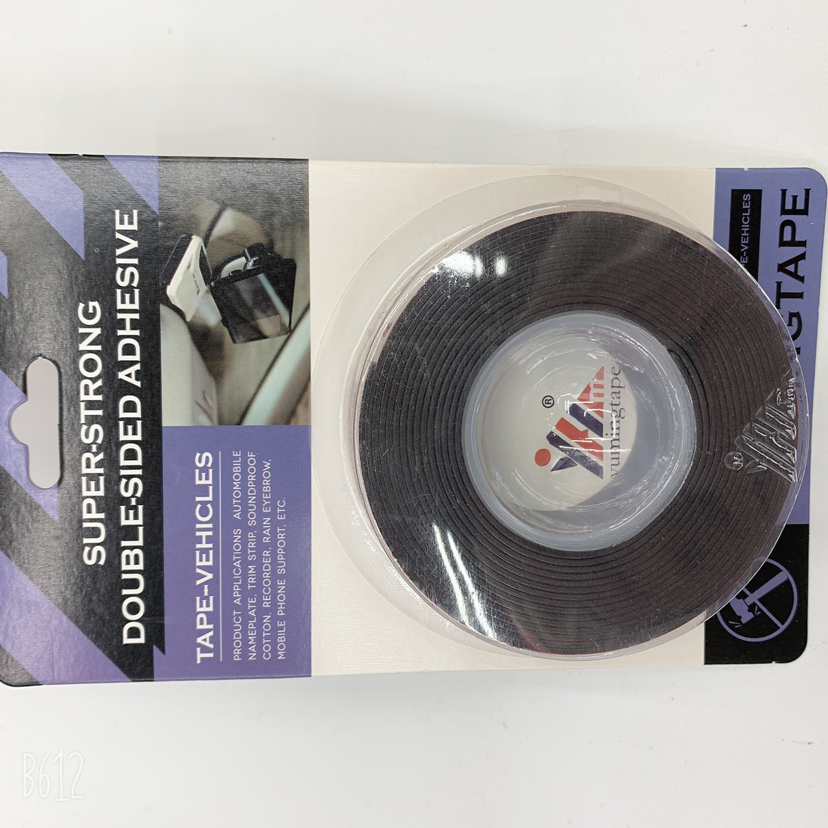 SUPER-STRONG
DOUBLE-SIDED ADHESIVE
TAPE-VEHICLES
PRODUCT APPLICATIONS AUTOMOBILE
NAMEPLATE, TRIM STRIP, SOUNDPROOF
COTTON, RECORDER, RAIN EYEBROW,
MOBILE PHONE SUPPORT, ETC.
®
yumingtape
®
E-VEHICLES
GTAPE
B612